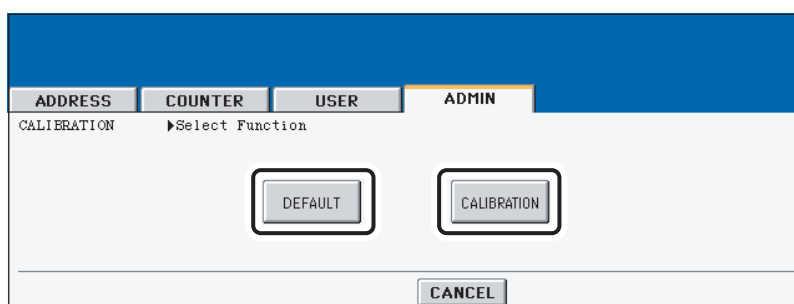 ADDRESS COUNTER USER ADMIN
CALIBRATION ▶Select Function
DEFAULT CALIBRATION
CANCEL